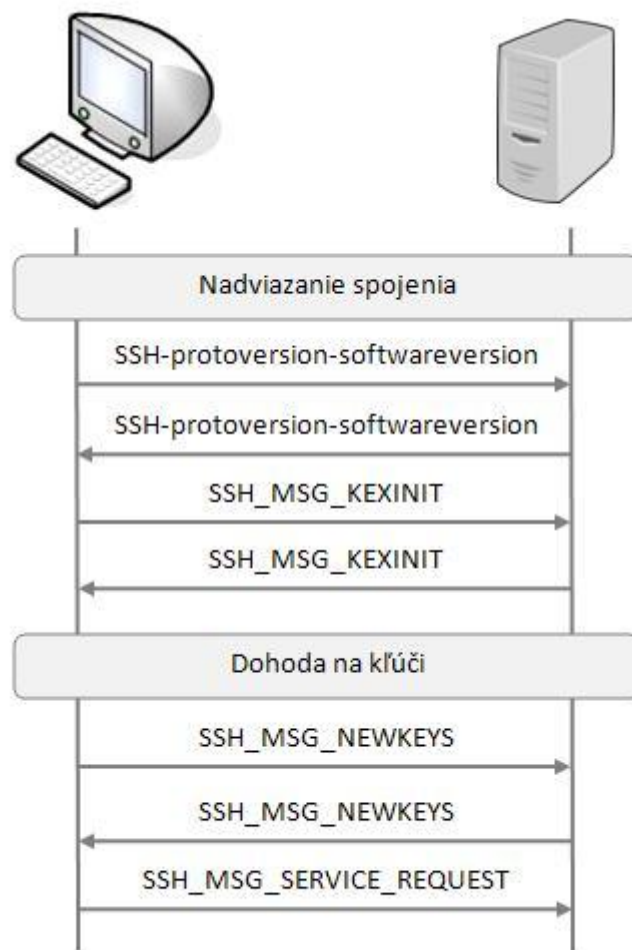 Nadviazanie spojenia
SSH-protoversion-softwareversion
SSH-protoversion-softwareversion
SSH_MSG_KEXINIT
SSH_MSG_KEXINIT
Dohoda na kľúči
SSH_MSG_NEWKEYS
SSH_MSG_NEWKEYS
SSH_MSG_SERVICE_REQUEST